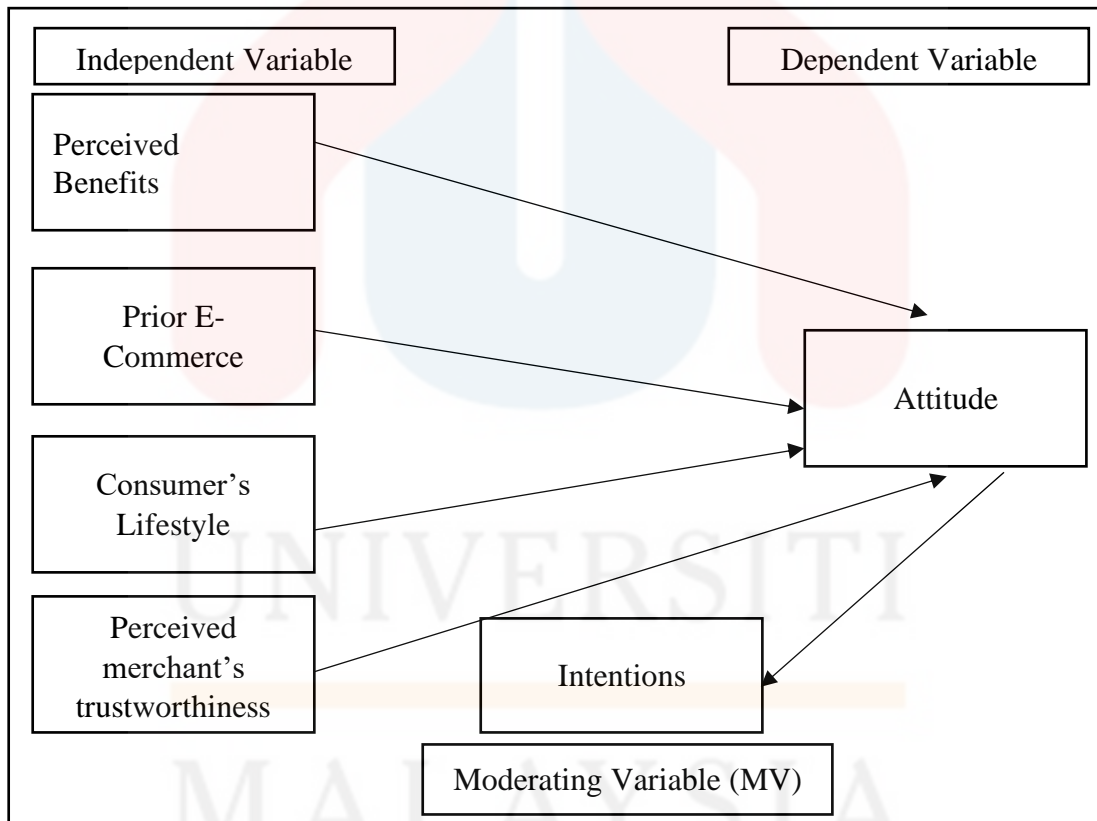 Independent Variable
Dependent Variable
Perceived
Benefits
Prior E-
Commerce
Attitude
Consumer’s
Lifestyle
UNIVERSITI
Perceived
merchant’s
trustworthiness
Intentions
Moderating Variable (MV)
MALAYSIA